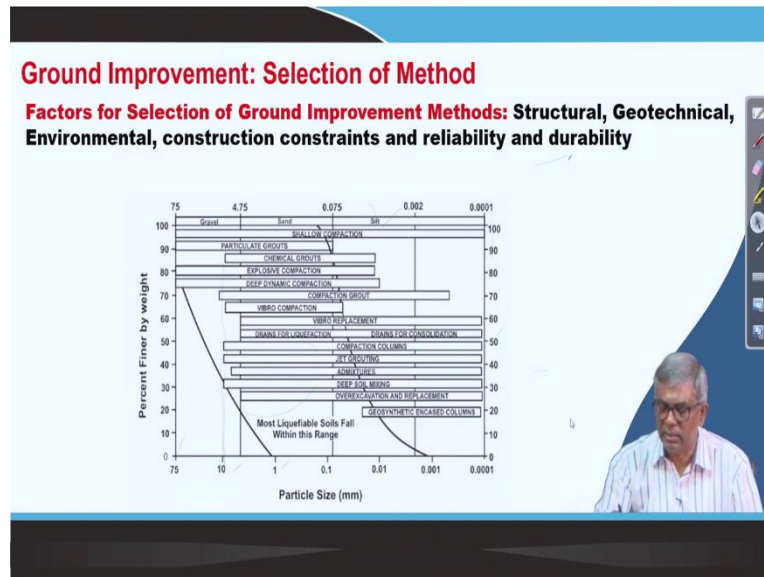 Ground Improvement: Selection of Method
Factors for Selection of Ground Improvement Methods: Structural, Geotechnical,
Environmental, construction constraints and reliability and durability
75 4.75 0.075 0.002 0.0001
Gravel Sand Silt
100 SHALLOW COMPACTION 100
90 PARTICULATE GROUTS 90
CHEMICAL GROUTS
80 EXPLOSIVE COMPACTION 80
DEEP DYNAMIC COMPACTION
70 COMPACTION GROUT 70
VIBRO COMPACTION
60 VIBRO REPLACEMENT 60
DRAINS FOR LIQUEFACTION DRAINS FOR CONSOLIDATION
50 COMPACTION COLUMNS 50
40 JET GROUTING 40
ADMIXTURES
30 DEEP SOIL MIXING 30
OVEREXCAVATION AND REPLACEMENT
20 GEOSYNTHETIC ENCASED COLUMNS 20
Most Liquefiable Soils Fall
10 Within this Range 10
0 0
75 10 1 0.1 0.01 0.001 0.0001
Percent Finer by weight
Particle Size (mm)